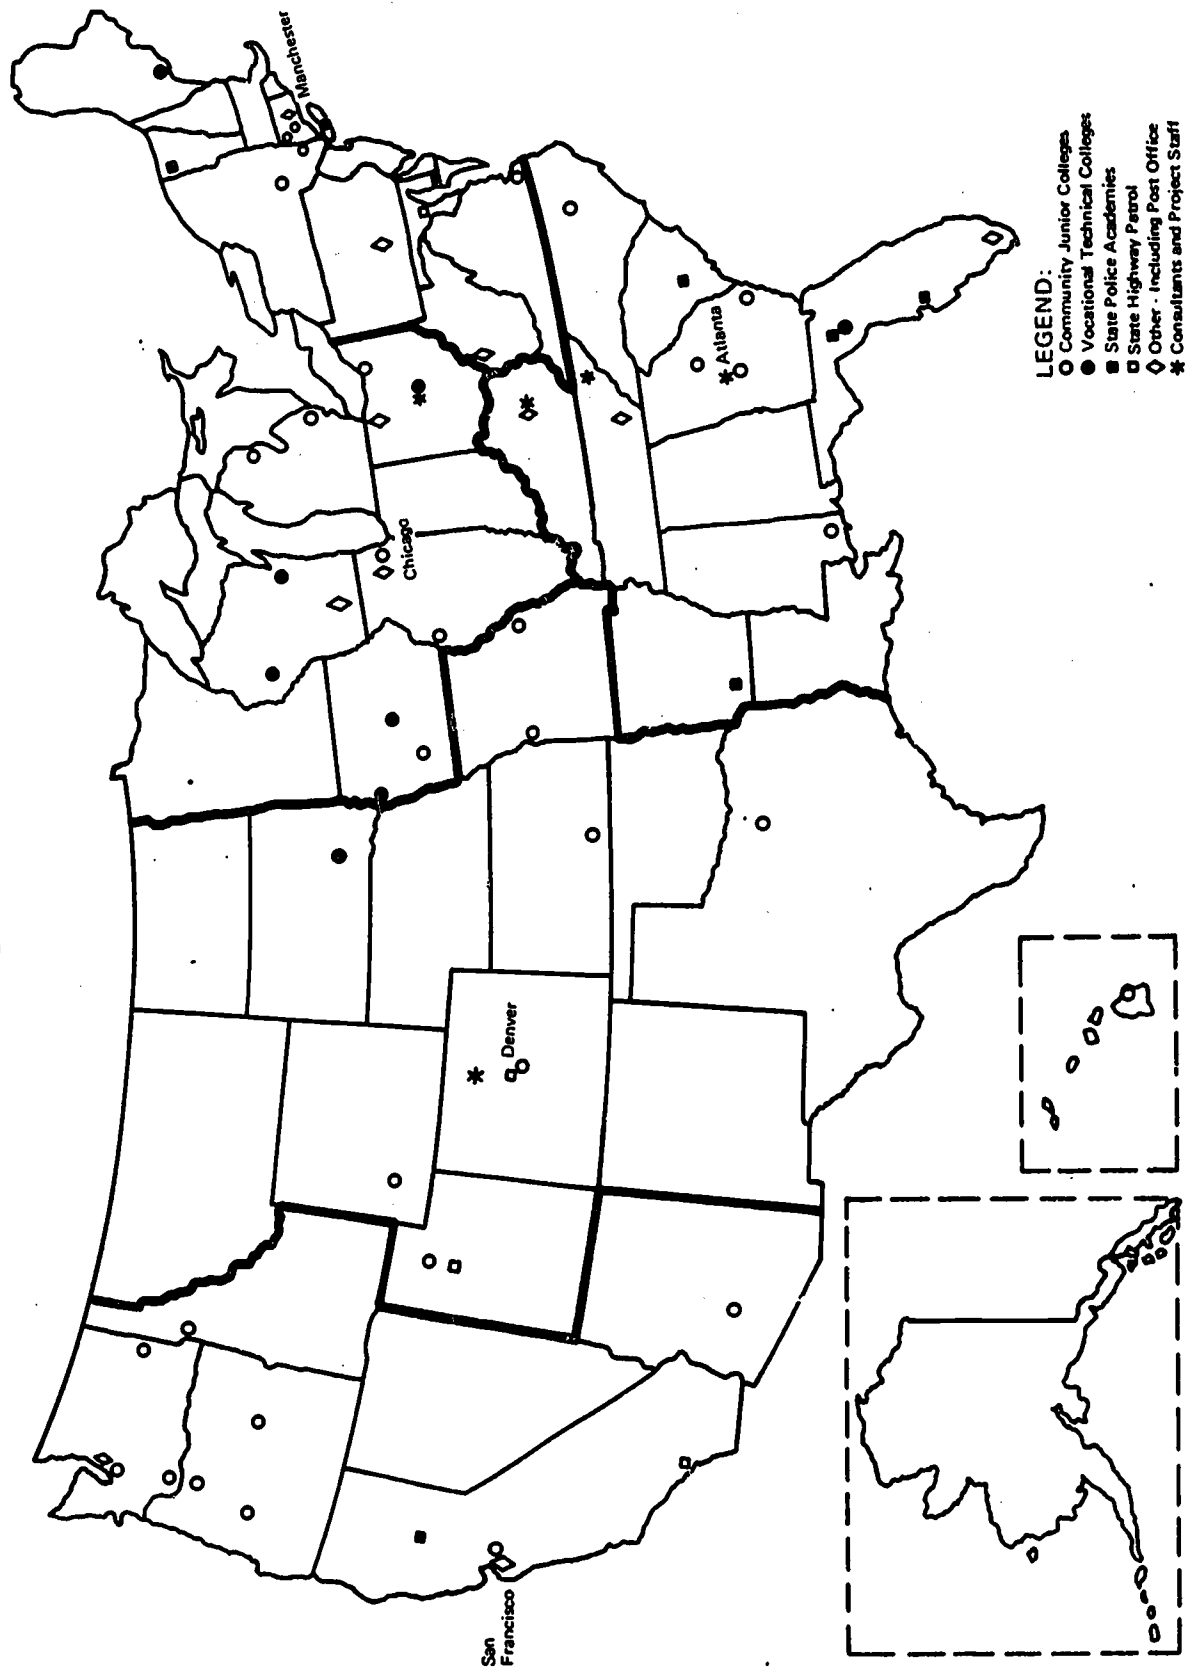 San
Francisco
Denver
Chicago
Atlanta
Manchester
LEGEND:
Community Junior Colleges
Vocational Technical Colleges
State Police Academies
State Highway Patrol
Other - Including Post Office
Consultants and Project Staff